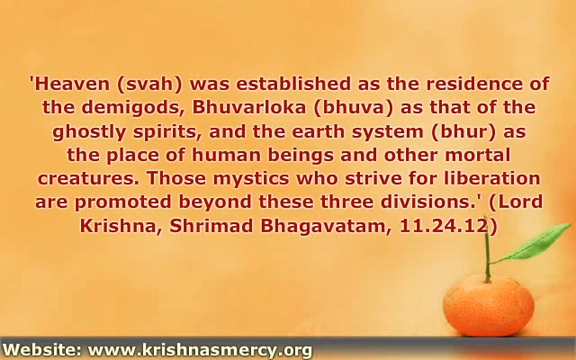 'Heaven (svah) was established as the residence of
the demigods, Bhuvarloka (bhuva) as that of the
ghostly spirits, and the earth system (bhur) as
the place of human beings and other mortal
creatures. Those mystics who strive for liberation
are promoted beyond these three divisions.' (Lord
Krishna, Shrimad Bhagavatam, 11.24.12)
Website: www.krishnasmercy.org